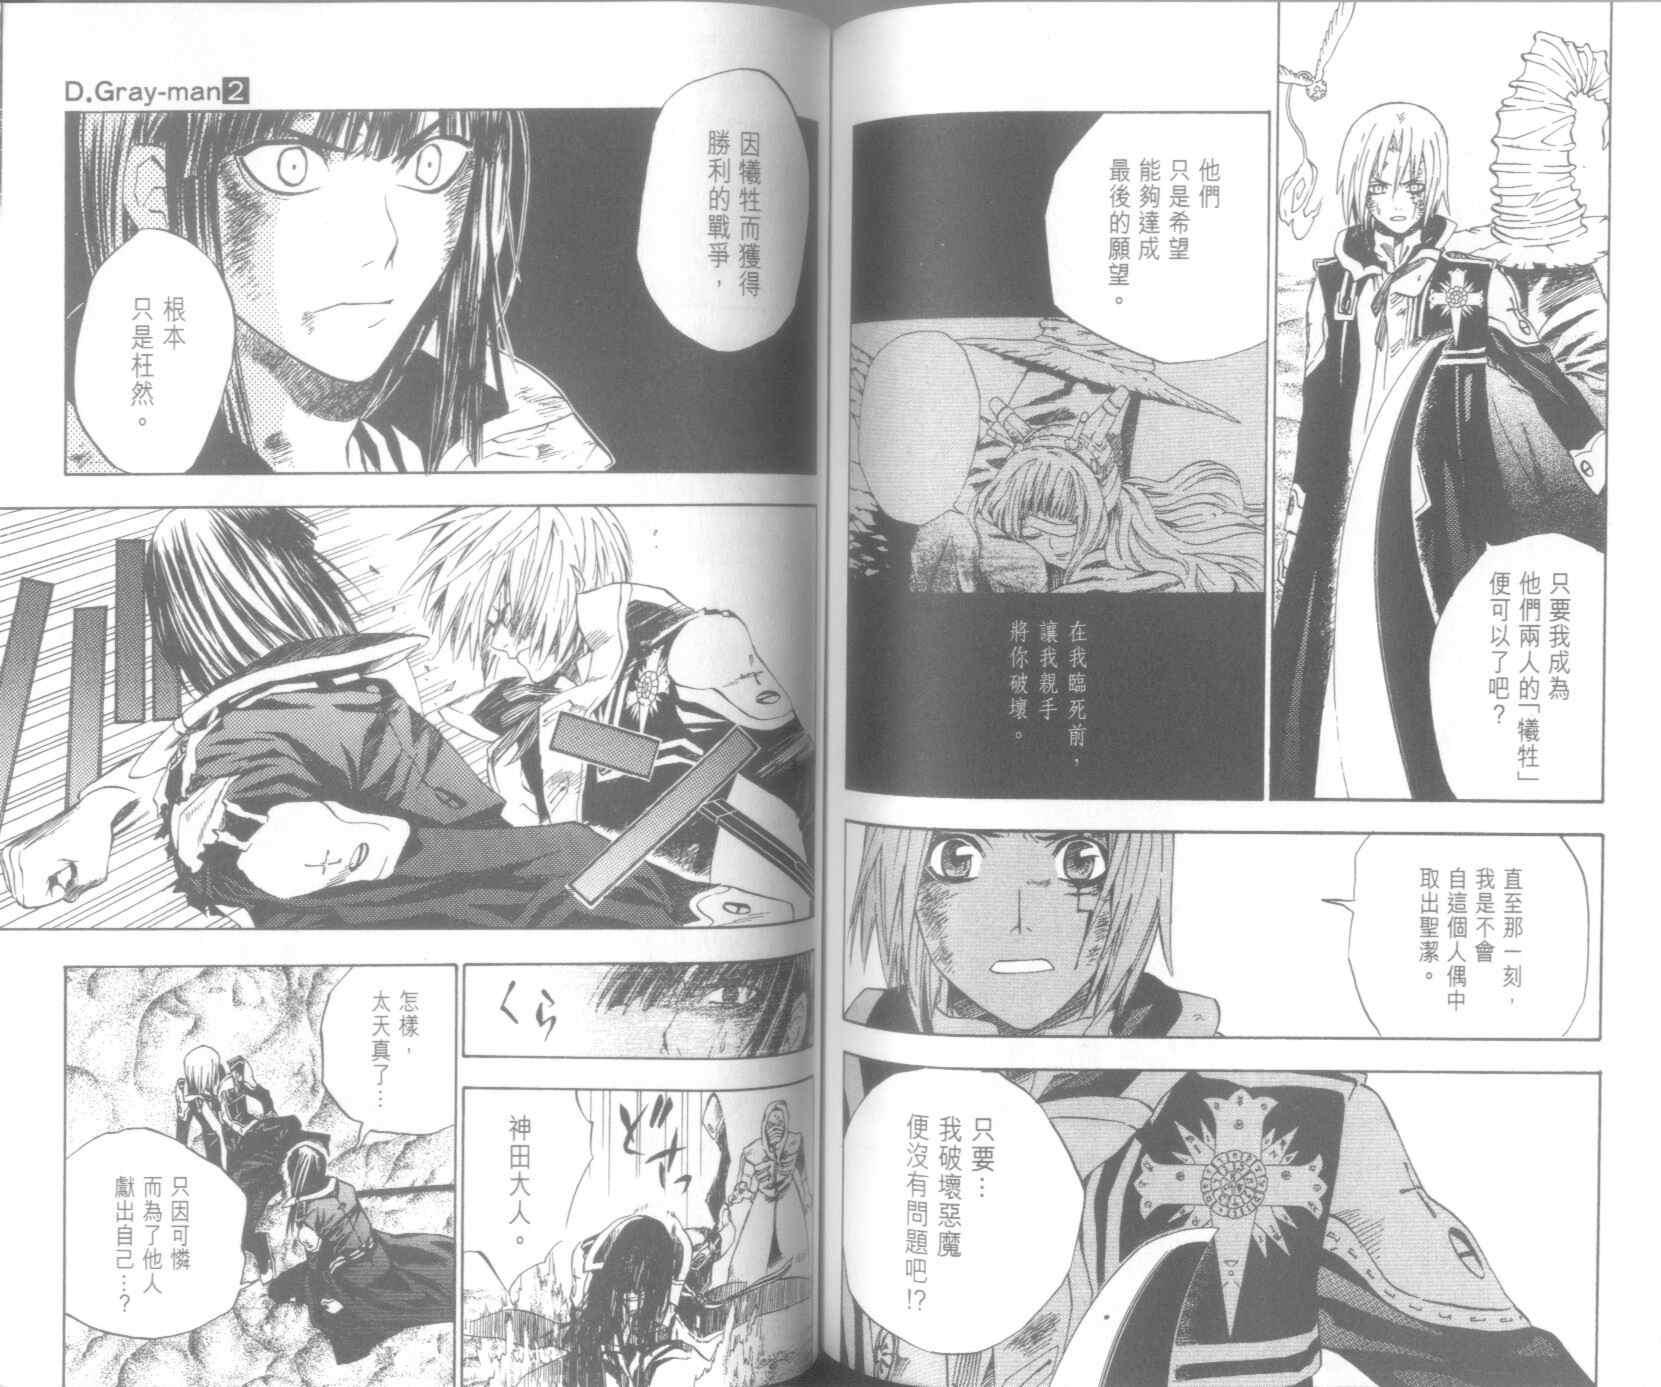 只要我成為
他們兩人的「犧牲」
便可以了吧?
他們
只是希望
能夠達成
最後的願望。
在我臨死前,
讓我親手
將你破壞。
直至那一刻,
我是不會
自這個人偶中
取出聖潔。
只要…
我破壞惡魔
便沒有問題吧!?
D.Gray-man 2
因犧牲而獲得
勝利的戰爭,
根本
只是枉然。
くら
どさっ
神田大人。
怎樣,
太天真了…
只因可憐
而為了他人
獻出自己…?